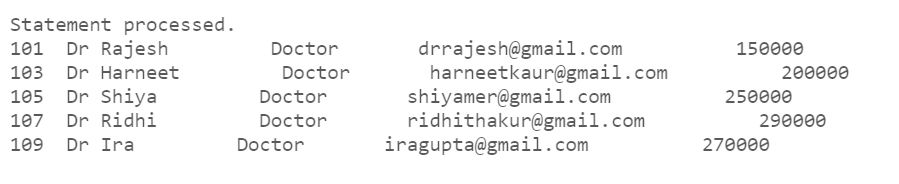 Statement processed.
101  Dr Rajesh         Doctor       drrajesh@gmail.com          150000
103  Dr Harneet         Doctor       harneetkaur@gmail.com          200000
105  Dr Shiya         Doctor       shiyamer@gmail.com          250000
107  Dr Ridhi         Doctor       ridhithakur@gmail.com          290000
109  Dr Ira         Doctor       iragupta@gmail.com          270000